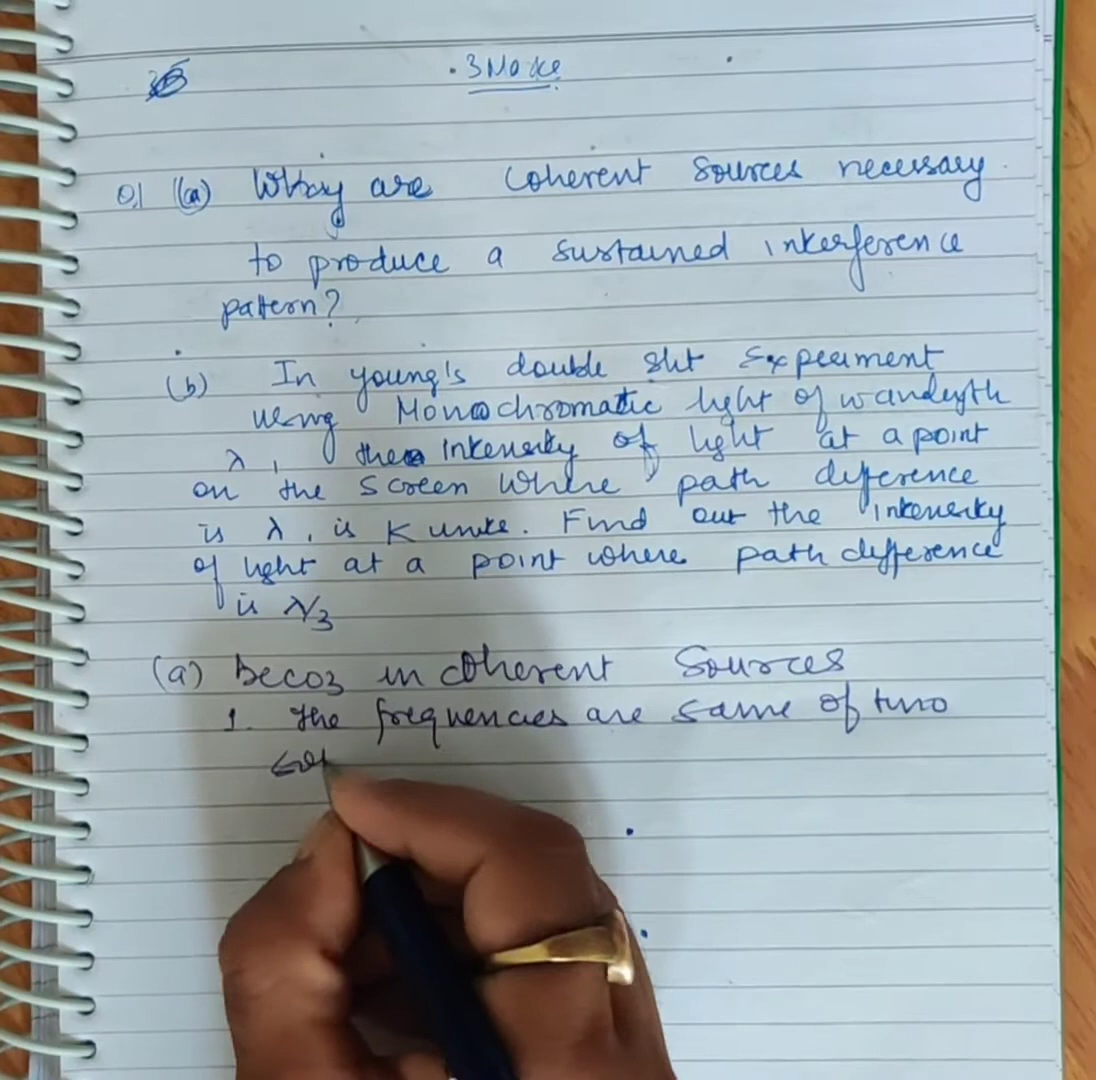 3 Marks
Q1 (a) Why are coherent sources necessary
to produce a sustained interference
pattern?
(b) In young's double slit Experiment
using Monochromatic light of wavelength
λ, the intensity of light at a point
on the screen where path difference
is λ, is K units. Find out the intensity
of light at a point where path difference
is λ/3
(a) Becoz in coherent Sources
1. The frequencies are same of two